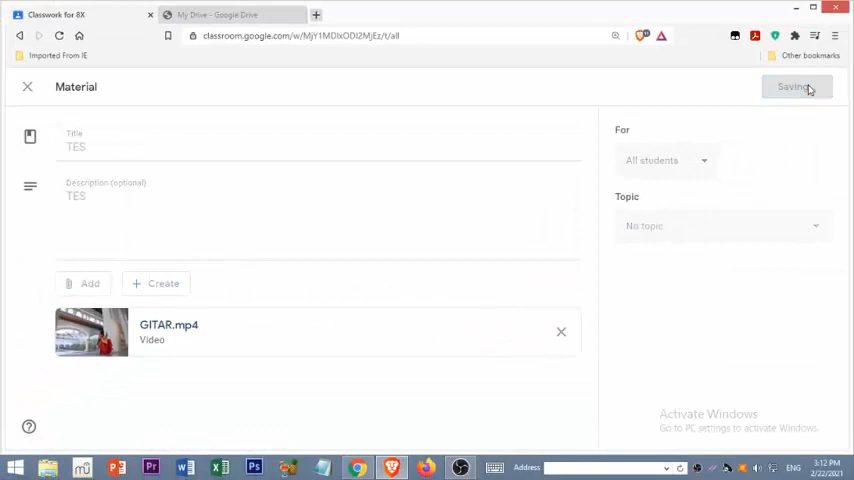 Classwork for 8X
My Drive - Google Drive
classroom.google.com/w/MjY1MDIxODI2MjEz/t/all
Imported From IE
Other bookmarks
Material
Saving
Title
TES
Description (optional)
TES
Add
Create
GITAR.mp4
Video
For
All students
Topic
No topic
Activate Windows
Go to PC settings to activate Windows.
Address
ENG
3:12 PM
2/22/2021